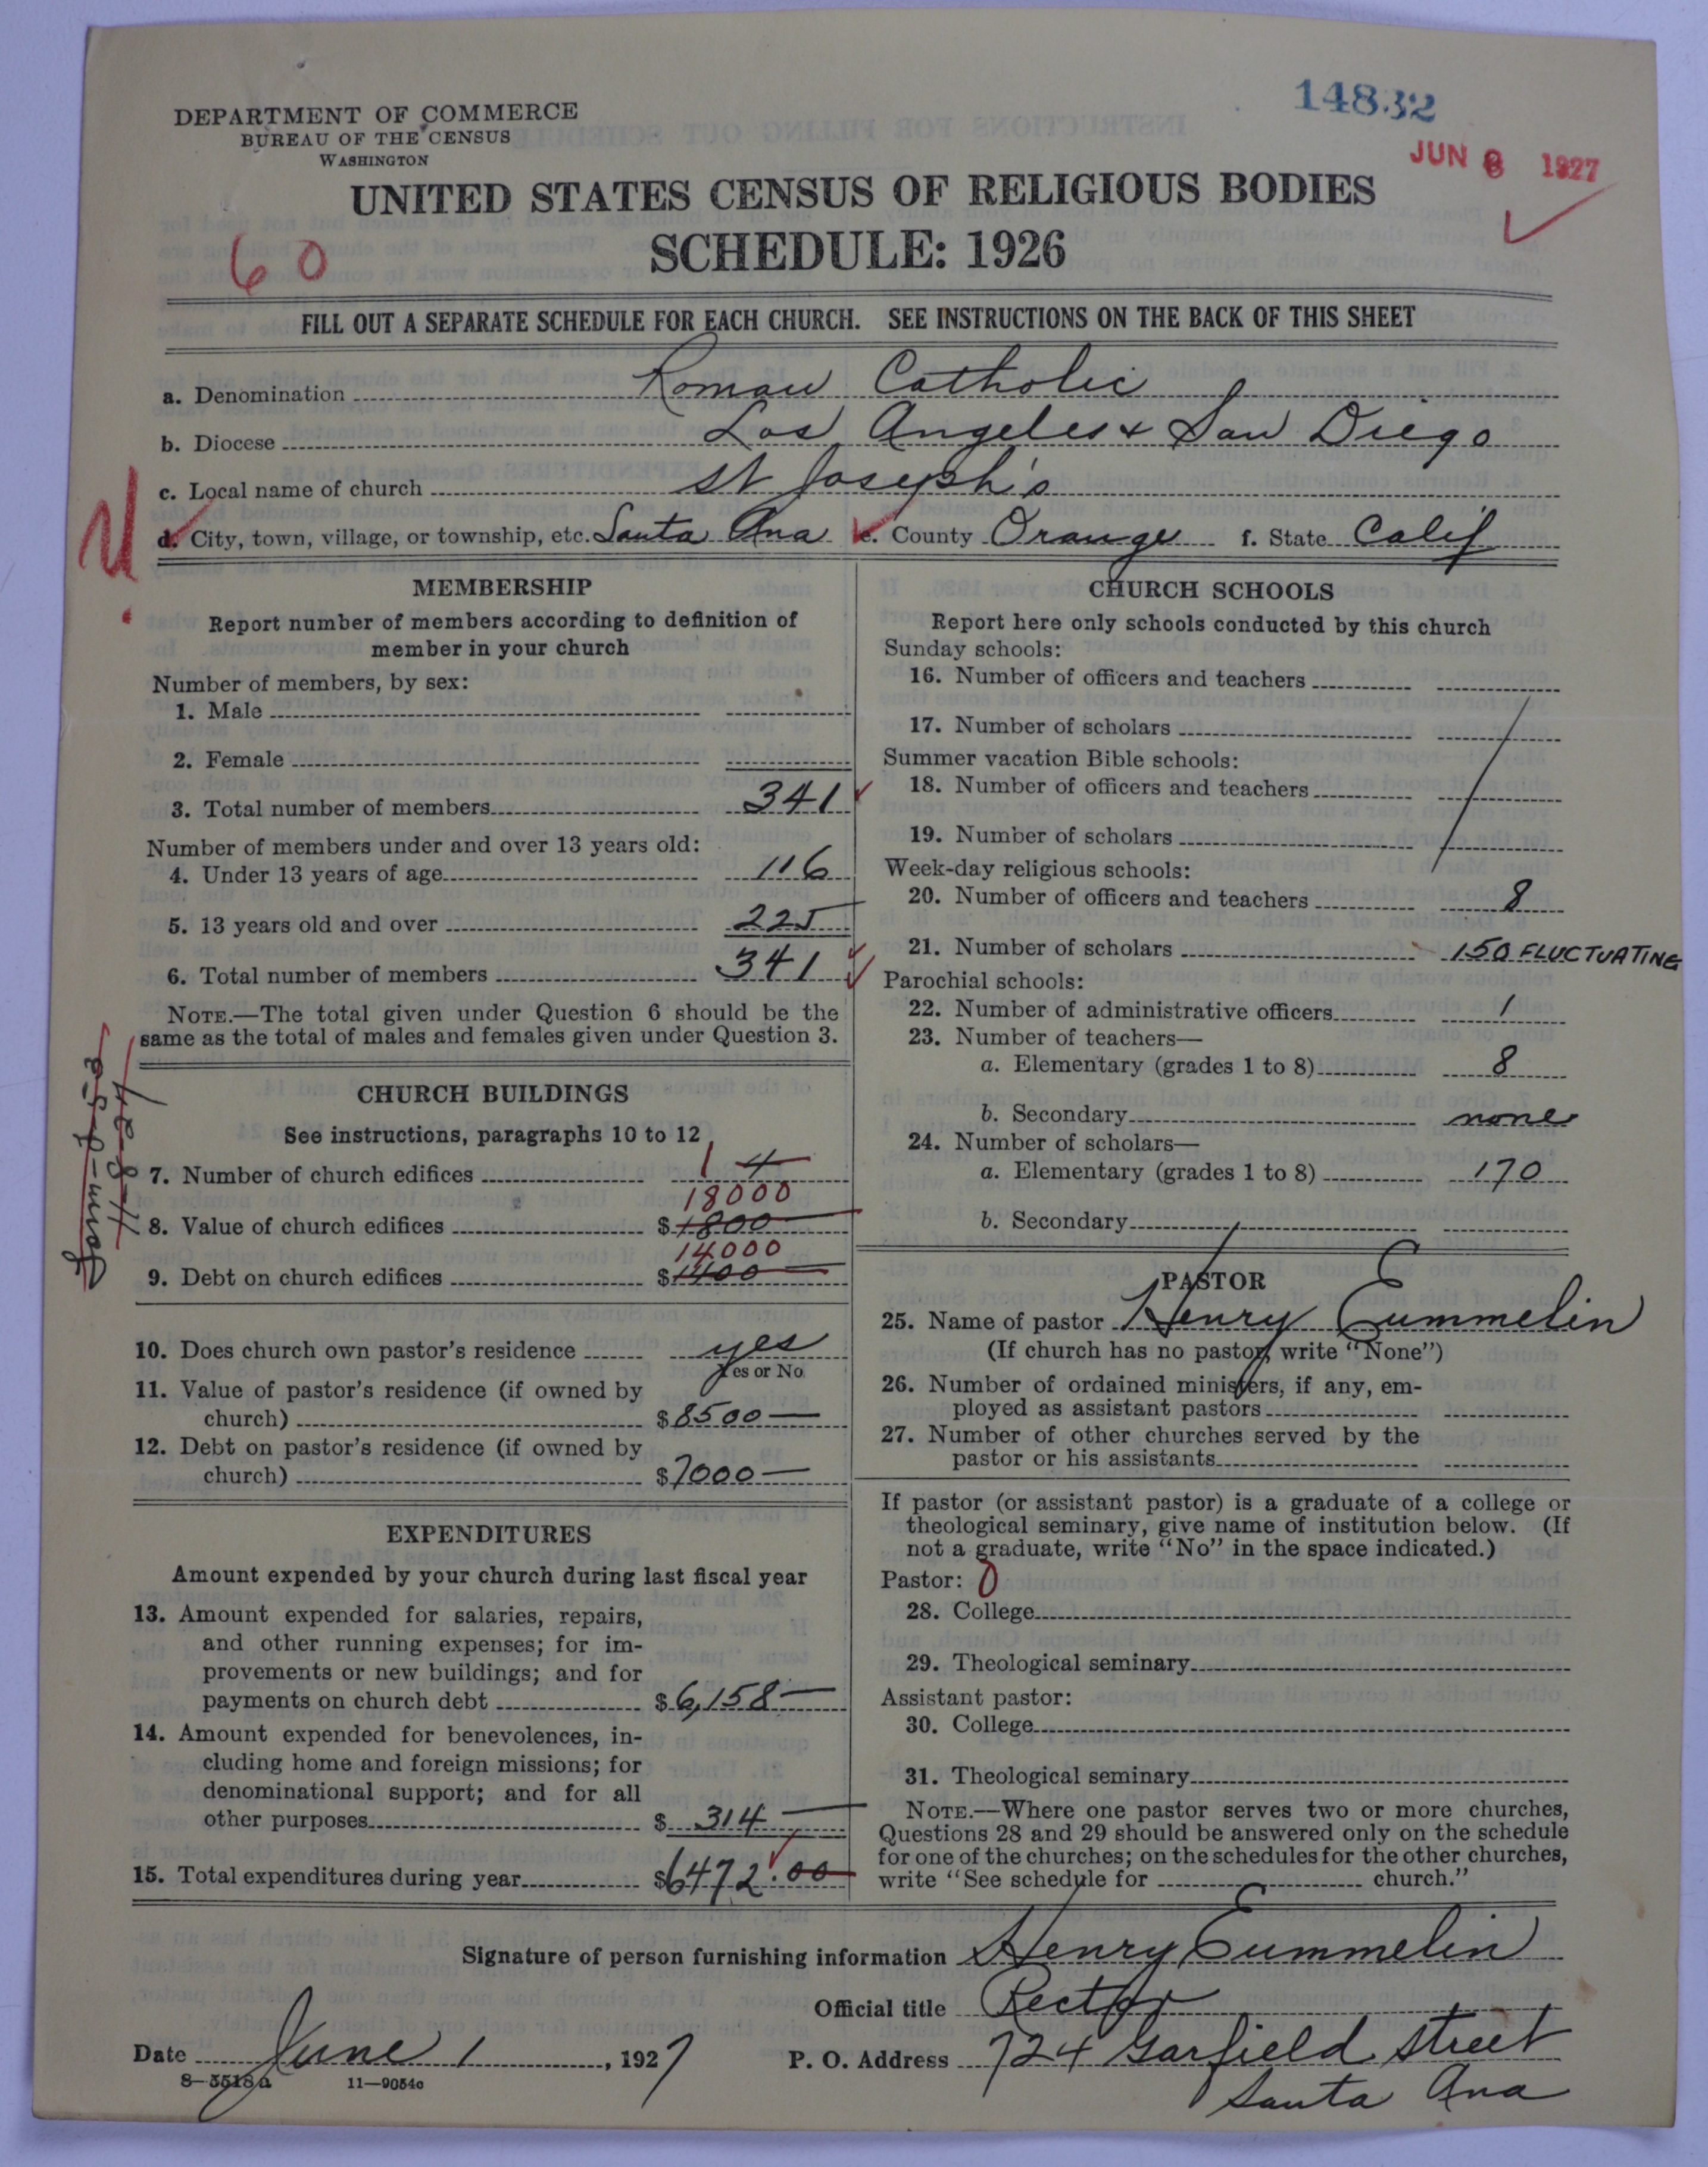 14832
JUN 8 1927
DEPARTMENT OF COMMERCE
BUREAU OF THE CENSUS
WASHINGTON
UNITED STATES CENSUS OF RELIGIOUS BODIES
SCHEDULE: 1926
60
FILL OUT A SEPARATE SCHEDULE FOR EACH CHURCH. SEE INSTRUCTIONS ON THE BACK OF THIS SHEET
a. Denomination Roman Catholic
b. Diocese Los Angeles & San Diego
c. Local name of church St Joseph's
d. City, town, village, or township, etc. Santa Ana e. County Orange f. State Calif
MEMBERSHIP
Report number of members according to definition of
member in your church
Number of members, by sex:
1. Male
2. Female
3. Total number of members 341
Number of members under and over 13 years old:
4. Under 13 years of age 116
5. 13 years old and over 225
6. Total number of members 341
NOTE.—The total given under Question 6 should be the
same as the total of males and females given under Question 3.
CHURCH BUILDINGS
See instructions, paragraphs 10 to 12
7. Number of church edifices 1 4
18000
8. Value of church edifices $1800
14000
9. Debt on church edifices $1400
10. Does church own pastor's residence yes
Yes or No
11. Value of pastor's residence (if owned by
church) $8500—
12. Debt on pastor's residence (if owned by
church) $7000—
EXPENDITURES
Amount expended by your church during last fiscal year
13. Amount expended for salaries, repairs,
and other running expenses; for im-
provements or new buildings; and for
payments on church debt $6,158—
14. Amount expended for benevolences, in-
cluding home and foreign missions; for
denominational support; and for all
other purposes $314—
15. Total expenditures during year $6472.00
CHURCH SCHOOLS
Report here only schools conducted by this church
Sunday schools:
16. Number of officers and teachers
17. Number of scholars
Summer vacation Bible schools:
18. Number of officers and teachers
19. Number of scholars
Week-day religious schools:
20. Number of officers and teachers 8
21. Number of scholars 150 FLUCTUATING
Parochial schools:
22. Number of administrative officers 1
23. Number of teachers—
a. Elementary (grades 1 to 8) 8
b. Secondary none
24. Number of scholars—
a. Elementary (grades 1 to 8) 170
b. Secondary
PASTOR
25. Name of pastor Henry Eummelin
(If church has no pastor, write "None")
26. Number of ordained ministers, if any, em-
ployed as assistant pastors
27. Number of other churches served by the
pastor or his assistants
If pastor (or assistant pastor) is a graduate of a college or
theological seminary, give name of institution below. (If
not a graduate, write "No" in the space indicated.)
Pastor: 0
28. College
29. Theological seminary
Assistant pastor:
30. College
31. Theological seminary
NOTE.—Where one pastor serves two or more churches,
Questions 28 and 29 should be answered only on the schedule
for one of the churches; on the schedules for the other churches,
write "See schedule for church."
Signature of person furnishing information Henry Eummelin
Official title Rector
Date June 1, 1927 P. O. Address 724 Garfield Street
Santa Ana
8—5518a 11—9054c